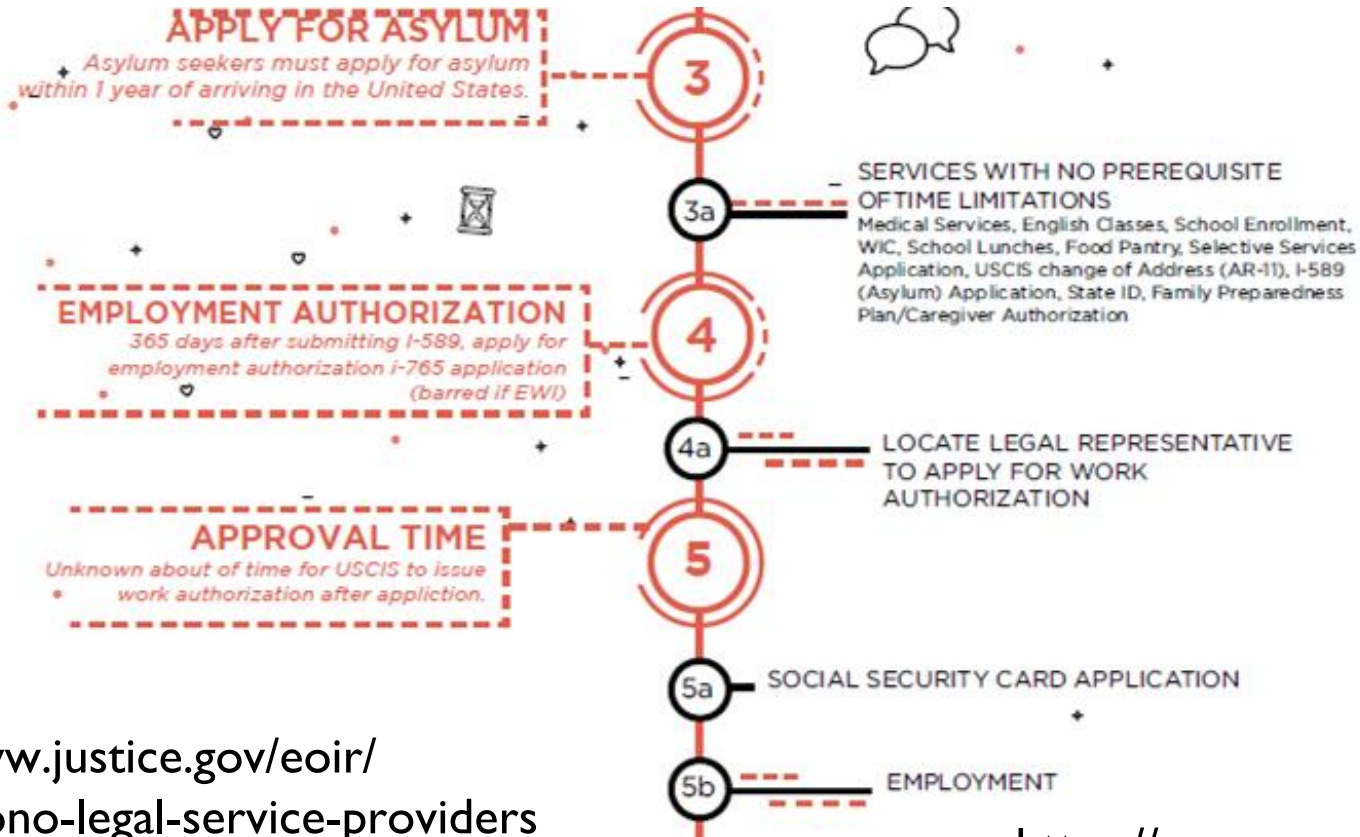 APPLY FOR ASYLUM
Asylum seekers must apply for asylum
within 1 year of arriving in the United States.
3
3a
SERVICES WITH NO PREREQUISITE
OFTIME LIMITATIONS
Medical Services, English Classes, School Enrollment,
WIC, School Lunches, Food Pantry, Selective Services
Application, USCIS change of Address (AR-11), I-589
(Asylum) Application, State ID, Family Preparedness
Plan/Caregiver Authorization
EMPLOYMENT AUTHORIZATION
365 days after submitting I-589, apply for
employment authorization i-765 application
(barred if EWI)
4
4a
LOCATE LEGAL REPRESENTATIVE
TO APPLY FOR WORK
AUTHORIZATION
APPROVAL TIME
Unknown about of time for USCIS to issue
work authorization after appliction.
5
5a
SOCIAL SECURITY CARD APPLICATION
5b
EMPLOYMENT
w.justice.gov/eoir/
ono-legal-service-providers